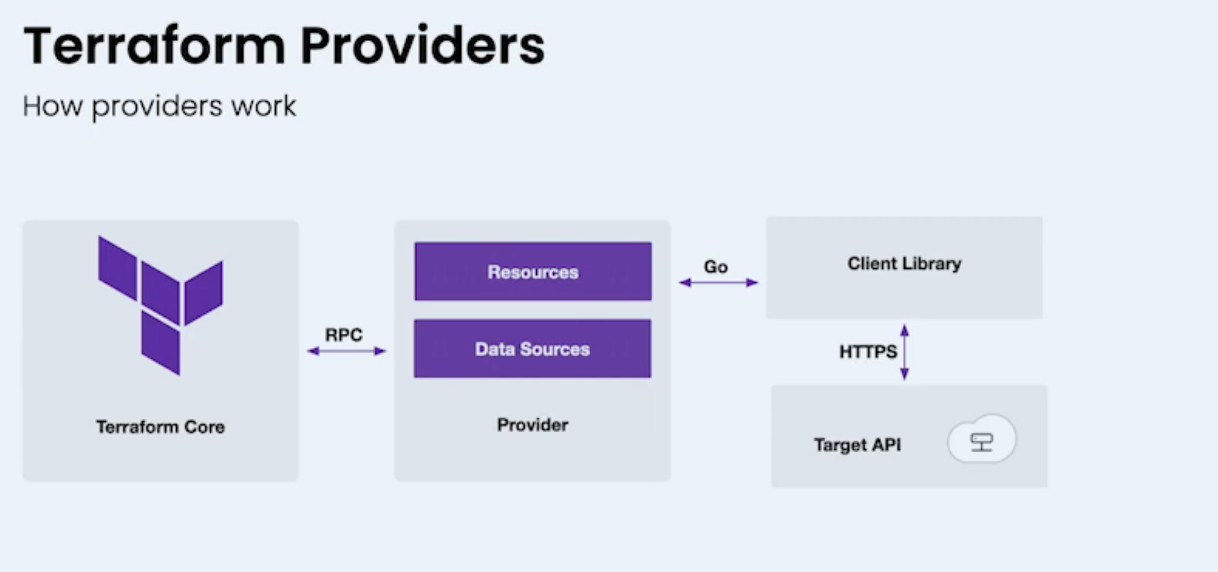 Terraform Providers
How providers work
Terraform Core
RPC
Resources
Data Sources
Provider
Go
Client Library
HTTPS
Target API